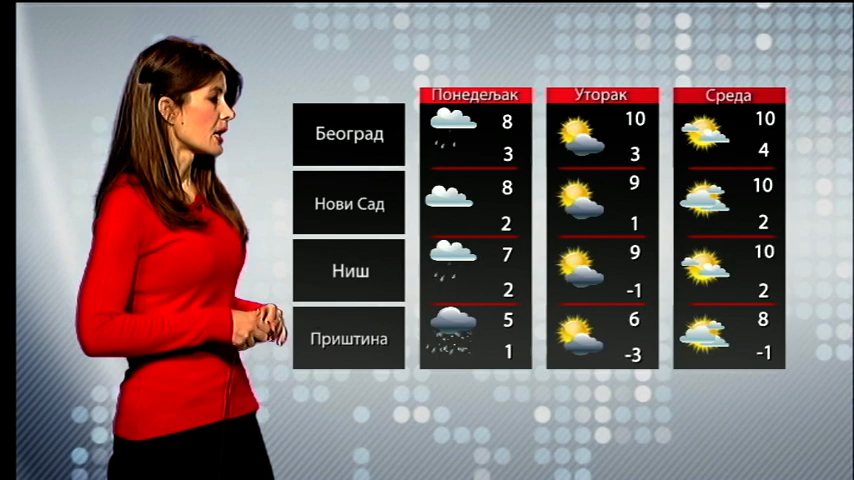 Понедељак Уторак Среда
Београд 8 3 10 3 10 4
Нови Сад 8 2 9 1 10 2
Ниш 7 2 9 -1 10 2
Приштина 5 1 6 -3 8 -1